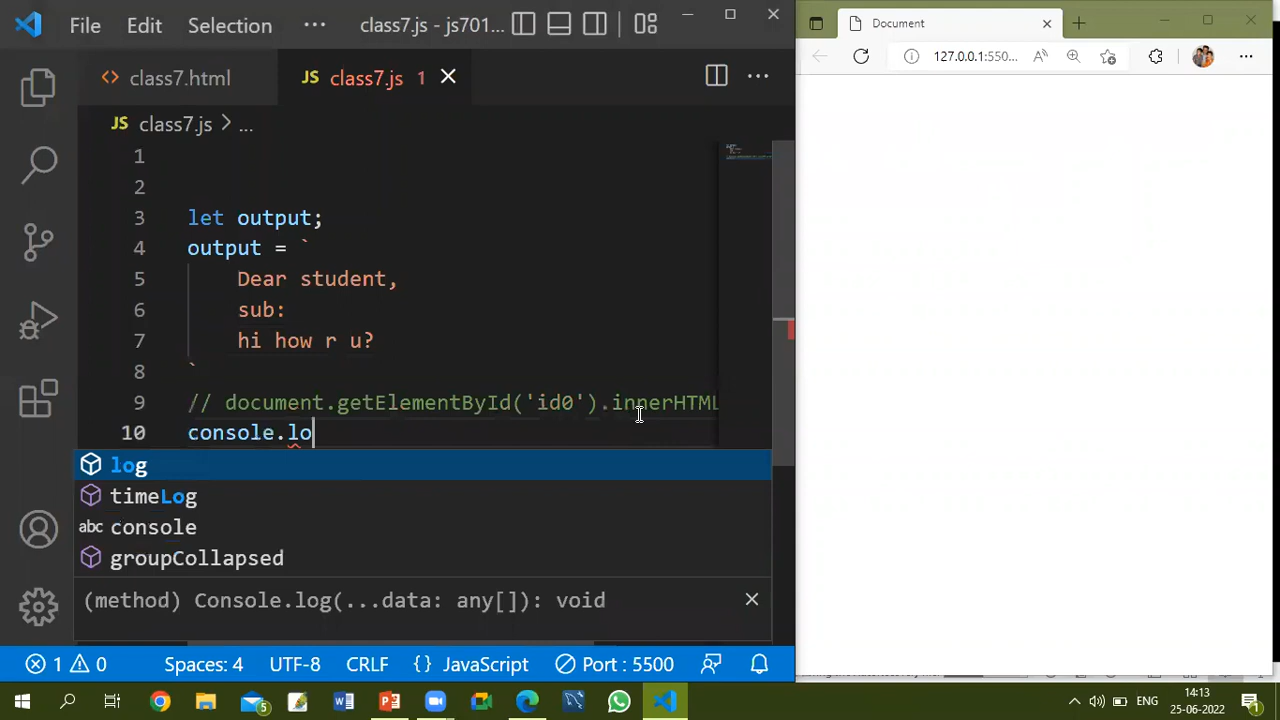 File Edit Selection ··· class7.js - js701...
class7.html
JS class7.js 1
JS class7.js > ...
1
2
3 let output;
4 output = `
5 Dear student,
6 sub:
7 hi how r u?
8 `
9 // document.getElementById('id0').innerHTML
10 console.lo
log
timeLog
abc console
groupCollapsed
(method) Console.log(...data: any[]): void
1 0 Spaces: 4 UTF-8 CRLF {} JavaScript Port : 5500
Document
127.0.0.1:550...
5
ENG
14:13
25-06-2022
1